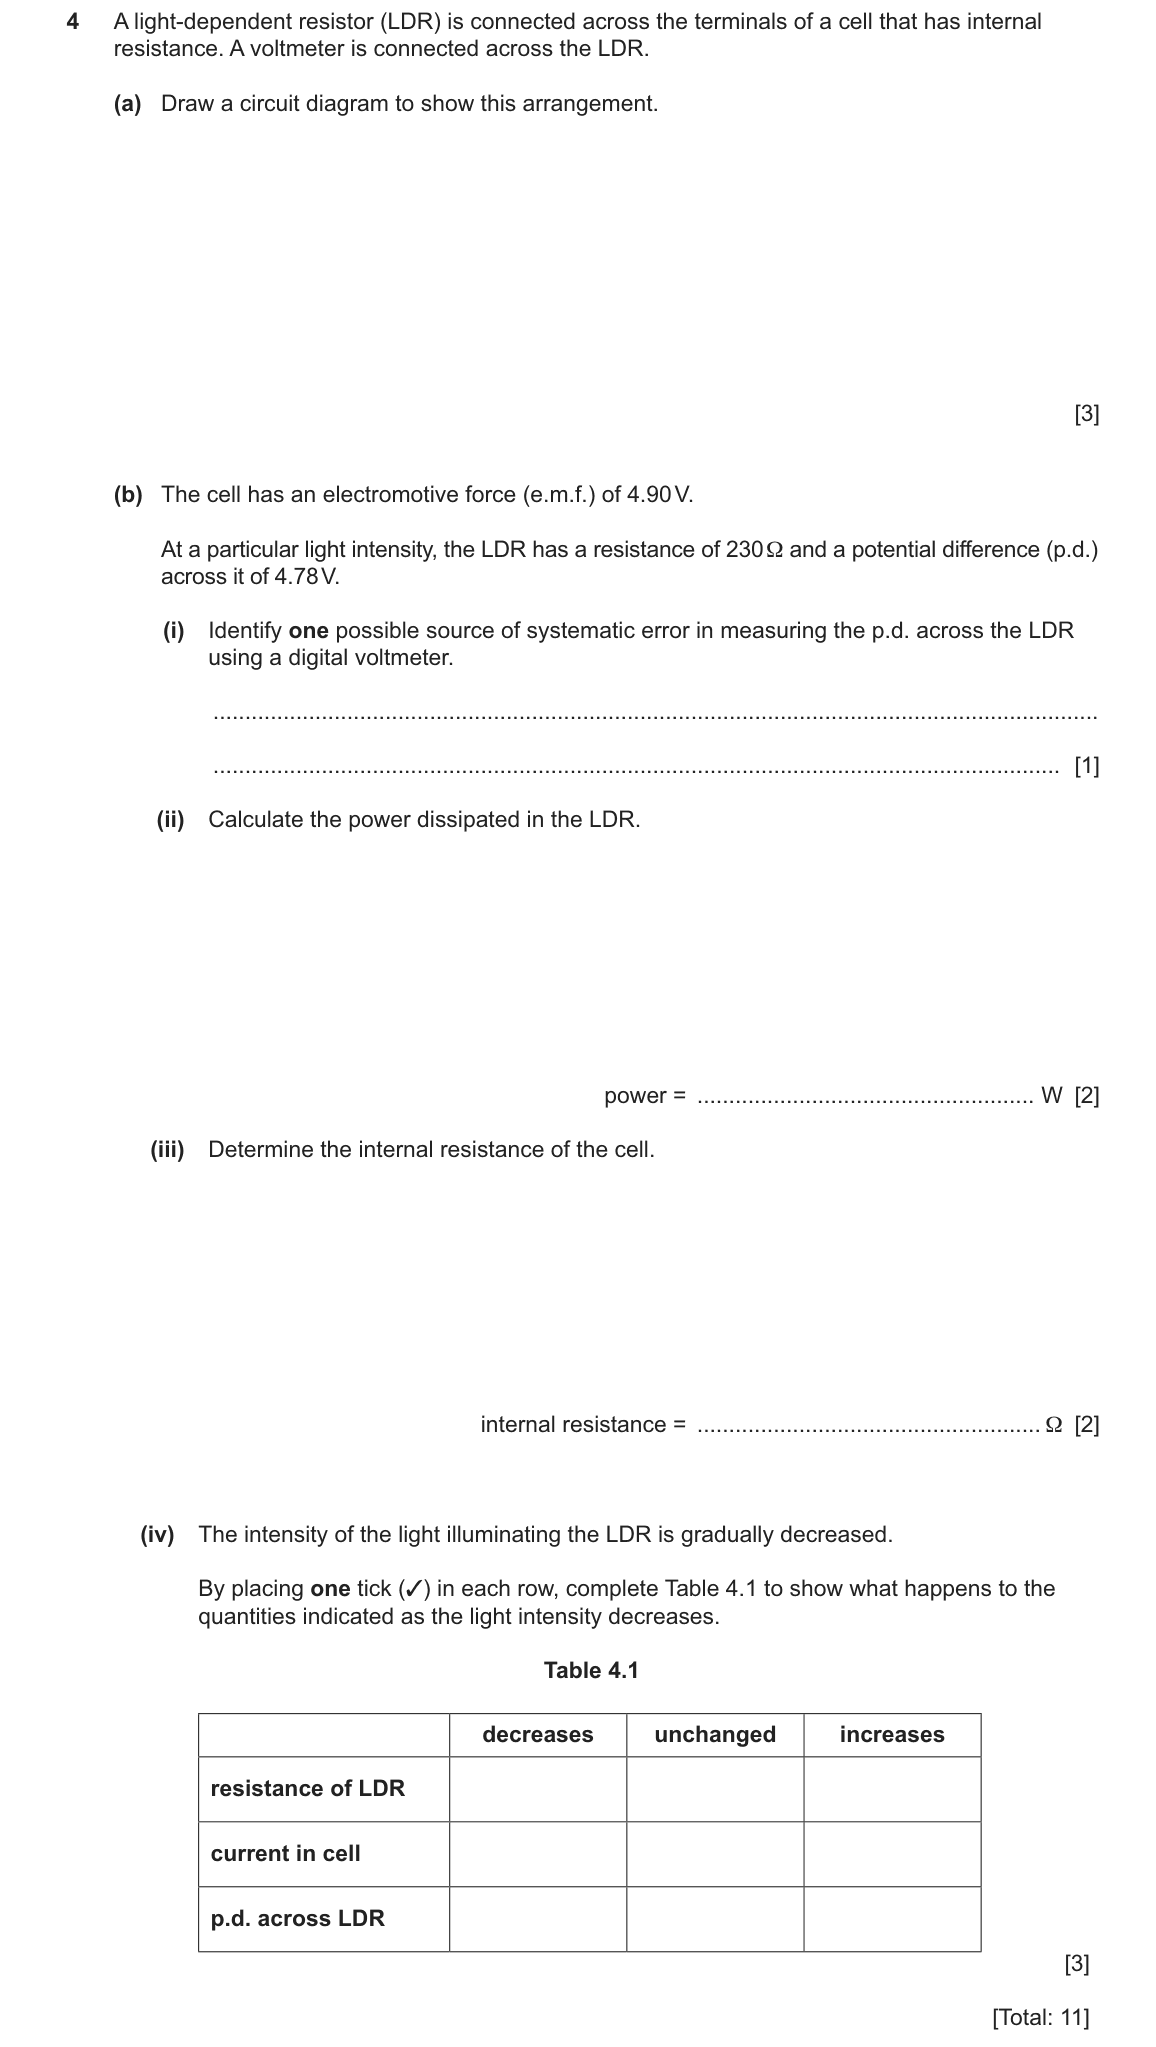 4 A light-dependent resistor (LDR) is connected across the terminals of a cell that has internal
resistance. A voltmeter is connected across the LDR.
(a) Draw a circuit diagram to show this arrangement.
[3]
(b) The cell has an electromotive force (e.m.f.) of 4.90 V.
At a particular light intensity, the LDR has a resistance of 230 Ω and a potential difference (p.d.)
across it of 4.78 V.
(i) Identify one possible source of systematic error in measuring the p.d. across the LDR
using a digital voltmeter.
..........................................................................................................................................
.................................................................................................................................... [1]
(ii) Calculate the power dissipated in the LDR.
power = ..................................................... W [2]
(iii) Determine the internal resistance of the cell.
internal resistance = ...................................................... Ω [2]
(iv) The intensity of the light illuminating the LDR is gradually decreased.
By placing one tick (✓) in each row, complete Table 4.1 to show what happens to the
quantities indicated as the light intensity decreases.
Table 4.1
decreases unchanged increases
resistance of LDR
current in cell
p.d. across LDR
[3]
[Total: 11]